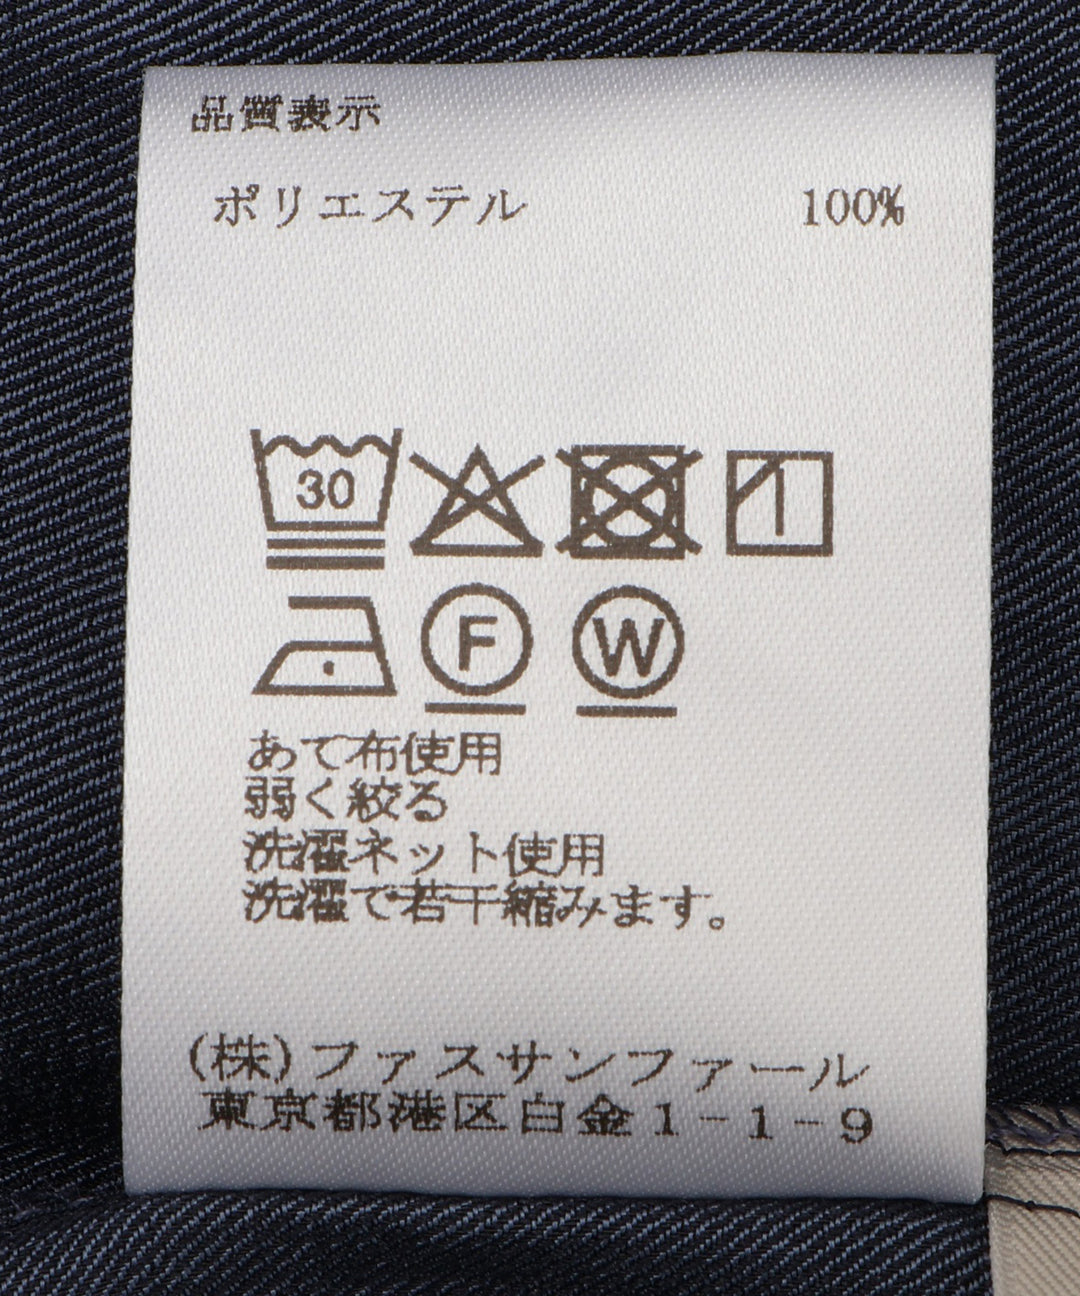 品質表示
ポリエステル 100%
30
F W
あて布使用
弱く絞る
洗濯ネット使用
洗濯で若干縮みます。
(株)ファスサンファール
東京都港区白金1-1-9